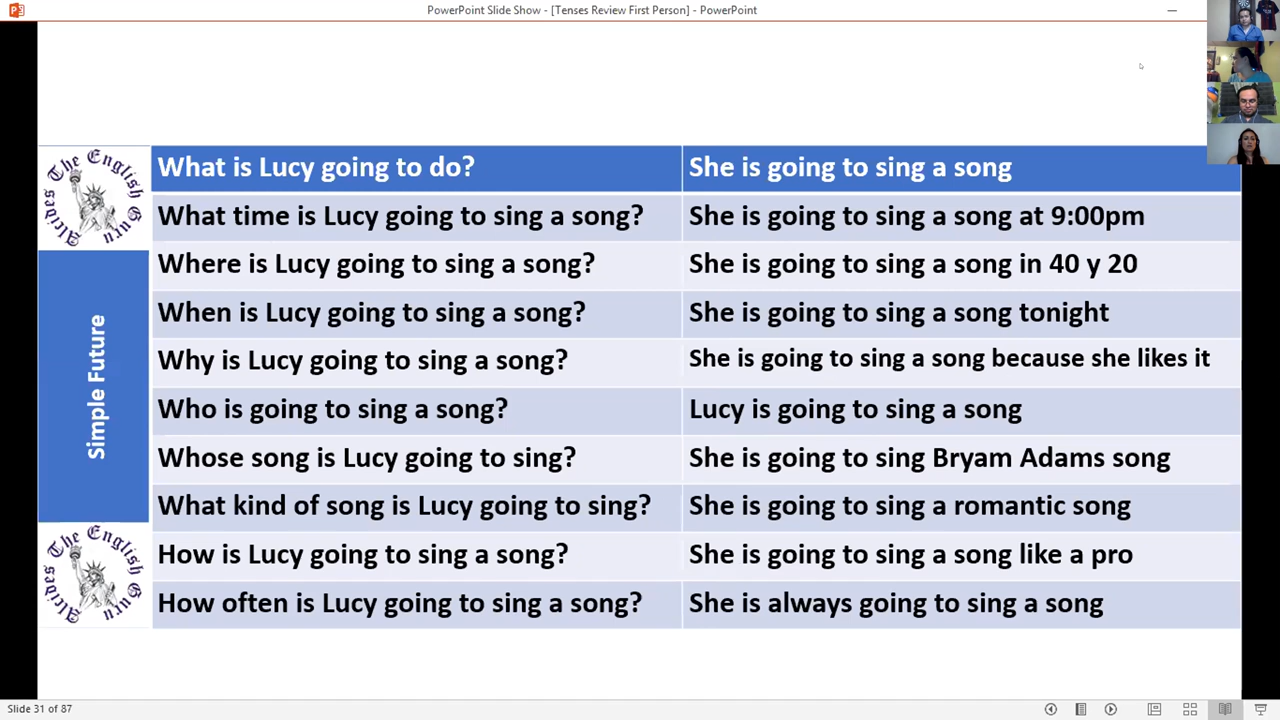 PowerPoint Slide Show - [Tenses Review First Person] - PowerPoint
The English Guru
Alcides
What is Lucy going to do? She is going to sing a song
What time is Lucy going to sing a song? She is going to sing a song at 9:00pm
Where is Lucy going to sing a song? She is going to sing a song in 40 y 20
When is Lucy going to sing a song? She is going to sing a song tonight
Why is Lucy going to sing a song? She is going to sing a song because she likes it
Who is going to sing a song? Lucy is going to sing a song
Whose song is Lucy going to sing? She is going to sing Bryam Adams song
What kind of song is Lucy going to sing? She is going to sing a romantic song
How is Lucy going to sing a song? She is going to sing a song like a pro
How often is Lucy going to sing a song? She is always going to sing a song
Simple Future
The English Guru
Alcides
Slide 31 of 87